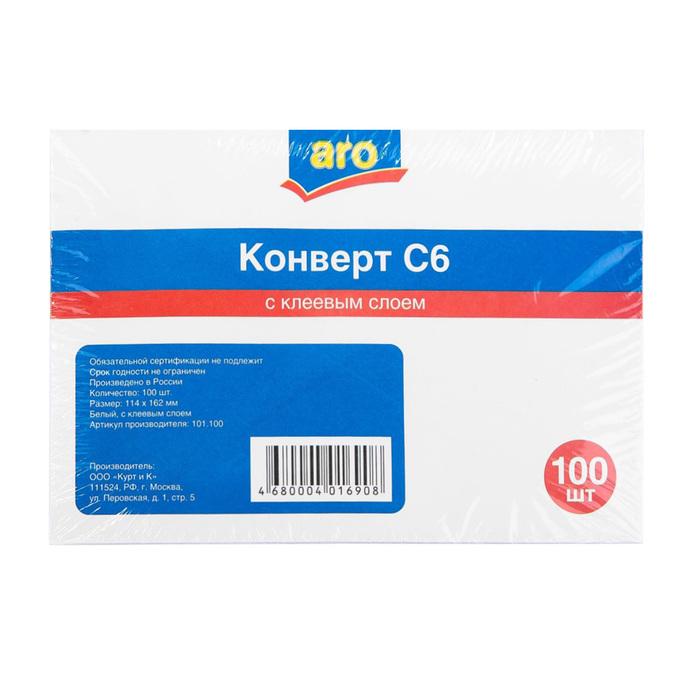 aro
Конверт С6
с клеевым слоем
Обязательной сертификации не подлежит
Срок годности не ограничен
Произведено в России
Количество: 100 шт.
Размер: 114 х 162 мм
Белый, с клеевым слоем
Артикул производителя: 101.100
Производитель:
ООО «Курт и К»
111524, РФ, г. Москва,
ул. Перовская, д. 1, стр. 5
4 680004 016908
100
шт